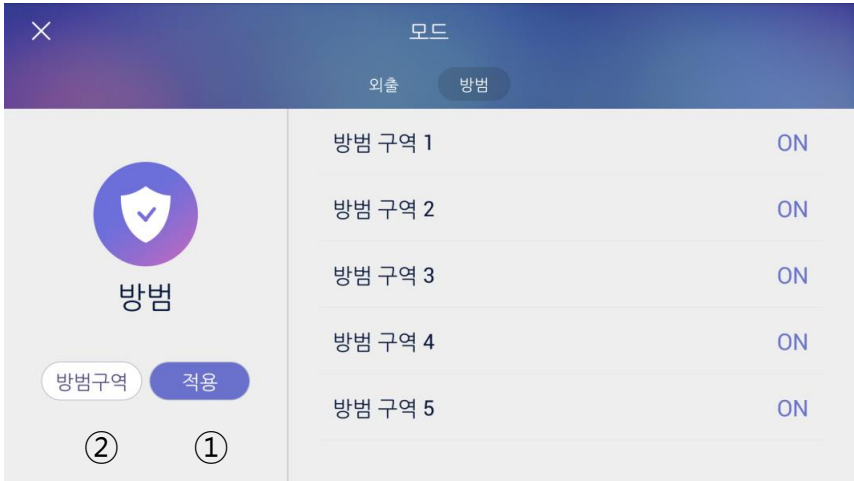 모드
외출 방범
방범 구역 1 ON
방범 구역 2 ON
방범 구역 3 ON
방범 구역 4 ON
방범 구역 5 ON
방범
방범구역 적용
② ①